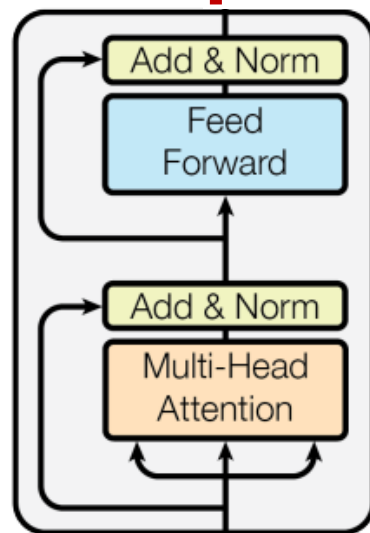 Add & Norm
Feed
Forward
Add & Norm
Multi-Head
Attention